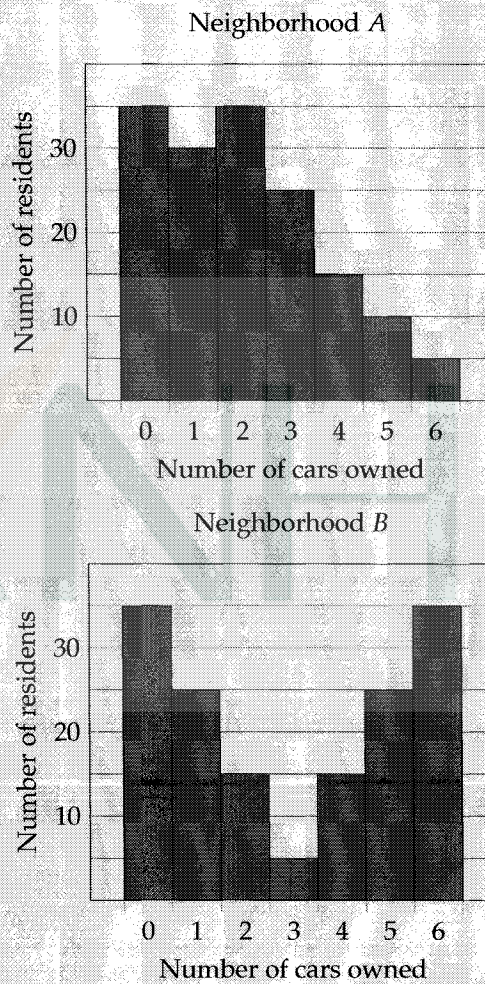 Neighborhood A
Number of residents
30
20
10
0 1 2 3 4 5 6
Number of cars owned
Neighborhood B
Number of residents
30
20
10
0 1 2 3 4 5 6
Number of cars owned